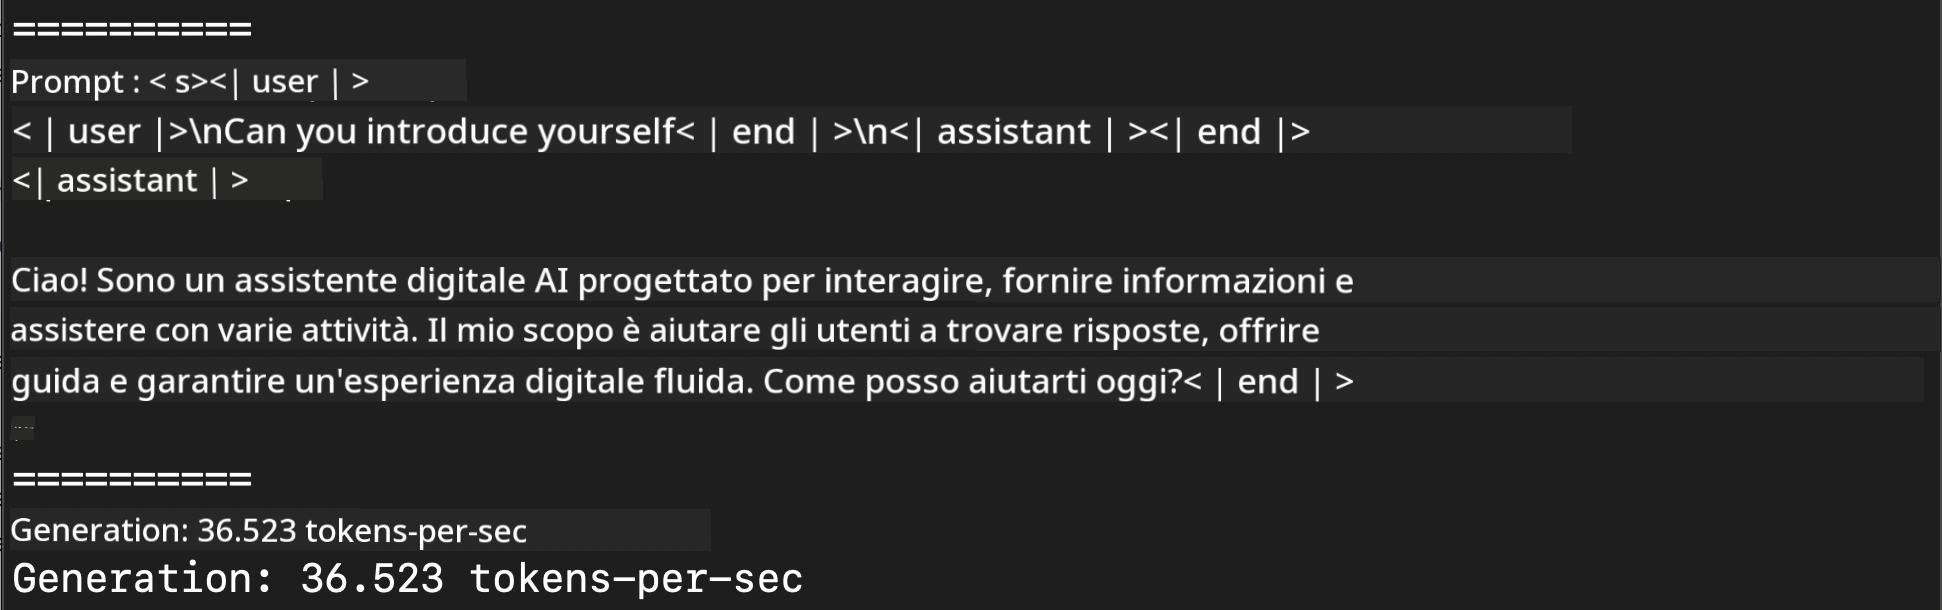 ==========
Prompt : < s><| user | >
< | user |>\nCan you introduce yourself< | end | >\n<| assistant | ><| end |>
<| assistant | >
Ciao! Sono un assistente digitale AI progettato per interagire, fornire informazioni e
assistere con varie attività. Il mio scopo è aiutare gli utenti a trovare risposte, offrire
guida e garantire un'esperienza digitale fluida. Come posso aiutarti oggi?< | end | >
==========
Generation: 36.523 tokens-per-sec
Generation: 36.523 tokens-per-sec